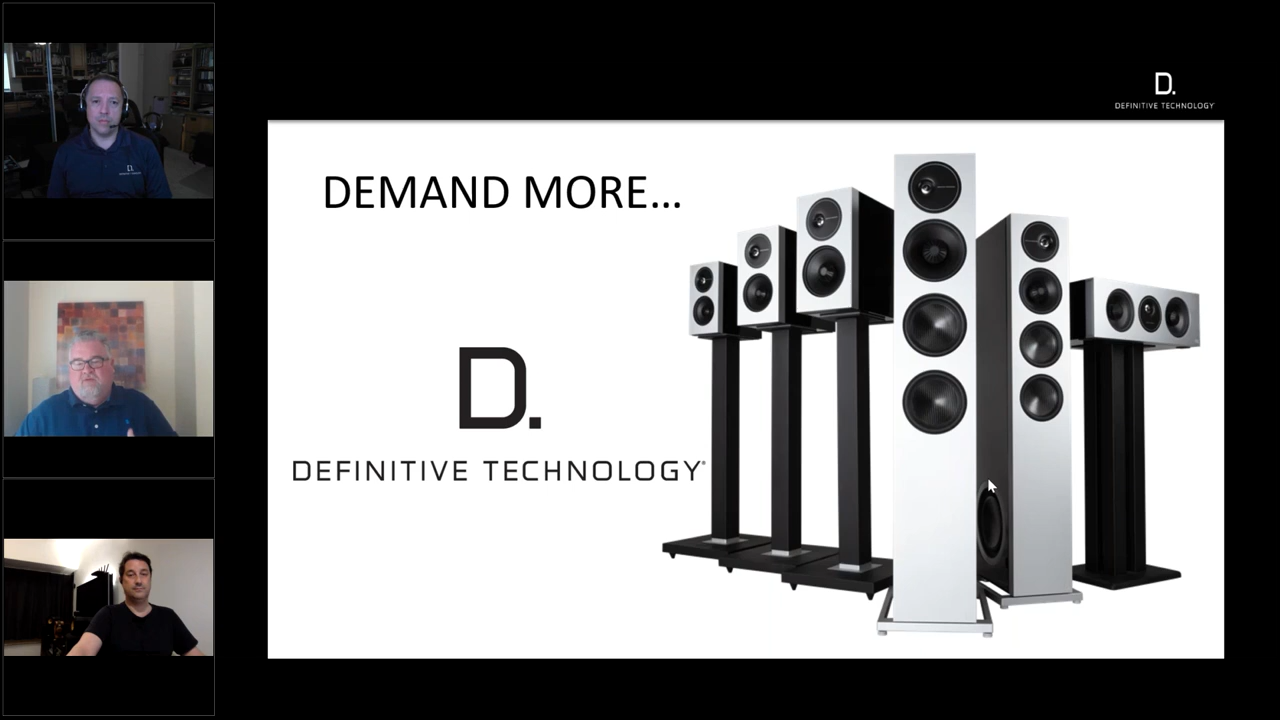 D.
DEFINITIVE TECHNOLOGY
DEMAND MORE...
D.
DEFINITIVE TECHNOLOGY®